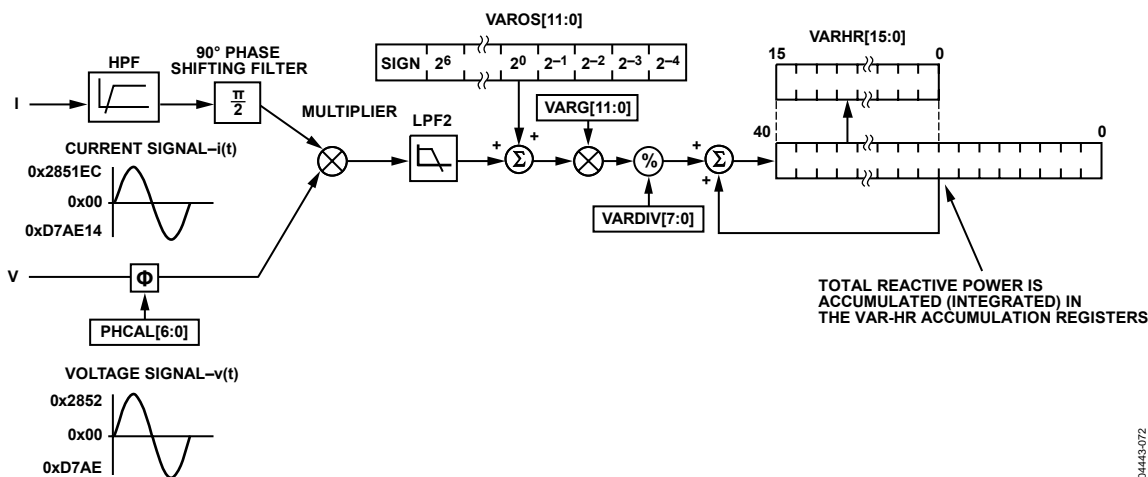 VAROS[11:0]
SIGN 2⁶ 2⁰ 2⁻¹ 2⁻² 2⁻³ 2⁻⁴
VARHR[15:0]
15 0
HPF
90° PHASE
SHIFTING FILTER
I
π/2
MULTIPLIER
LPF2
VARG[11:0]
40 0
+ + Σ
%
+ + Σ
VARDIV[7:0]
CURRENT SIGNAL–i(t)
0x2851EC
0x00
0xD7AE14
V
Φ
PHCAL[6:0]
TOTAL REACTIVE POWER IS
ACCUMULATED (INTEGRATED) IN
THE VAR-HR ACCUMULATION REGISTERS
VOLTAGE SIGNAL–v(t)
0x2852
0x00
0xD7AE
04443-072